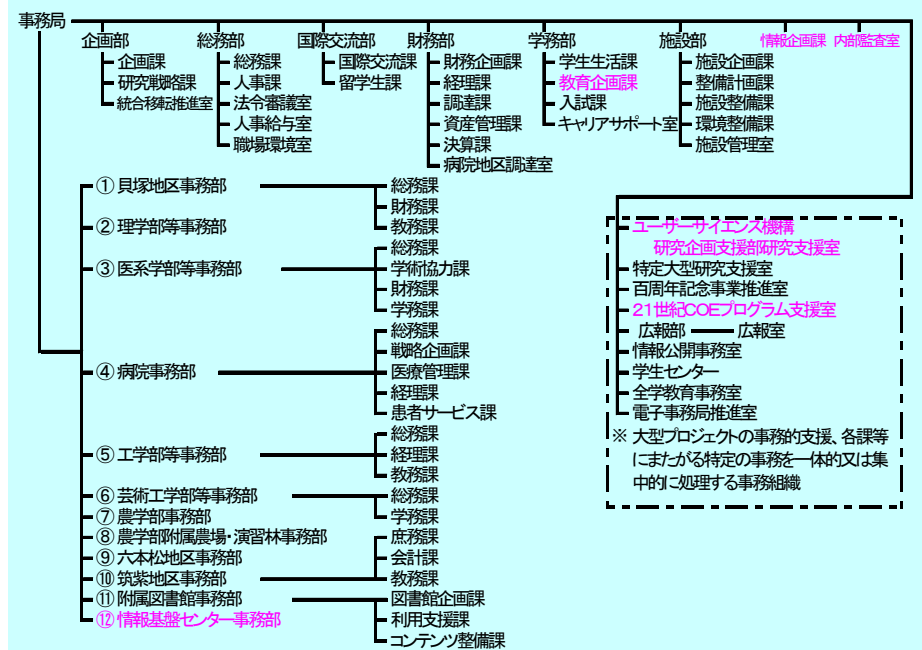 事務局
企画部
企画課
研究戦略課
統合移転推進室
総務部
総務課
人事課
法令審議室
人事給与室
職場環境室
国際交流部
国際交流課
留学生課
財務部
財務企画課
経理課
調達課
資産管理課
決算課
病院地区調達室
学務部
学生生活課
教育企画課
入試課
キャリアサポート室
施設部
施設企画課
整備計画課
施設整備課
環境整備課
施設管理室
情報企画課
内部監査室
① 貝塚地区事務部
総務課
財務課
教務課
② 理学部等事務部
③ 医系学部等事務部
総務課
学術協力課
財務課
学務課
④ 病院事務部
総務課
戦略企画課
医療管理課
経理課
患者サービス課
⑤ 工学部等事務部
総務課
経理課
教務課
⑥ 芸術工学部等事務部
総務課
学務課
⑦ 農学部事務部
⑧ 農学部附属農場・演習林事務部
⑨ 六本松地区事務部
⑩ 筑紫地区事務部
庶務課
会計課
教務課
⑪ 附属図書館事務部
図書館企画課
利用支援課
コンテンツ整備課
⑫ 情報基盤センター事務部
ユーザーサイエンス機構
研究企画支援部研究支援室
特定大型研究支援室
百周年記念事業推進室
21世紀COEプログラム支援室
広報部 広報室
情報公開事務室
学生センター
全学教育事務室
電子事務局推進室
※ 大型プロジェクトの事務的支援、各課等
にまたがる特定の事務を一体的又は集
中的に処理する事務組織